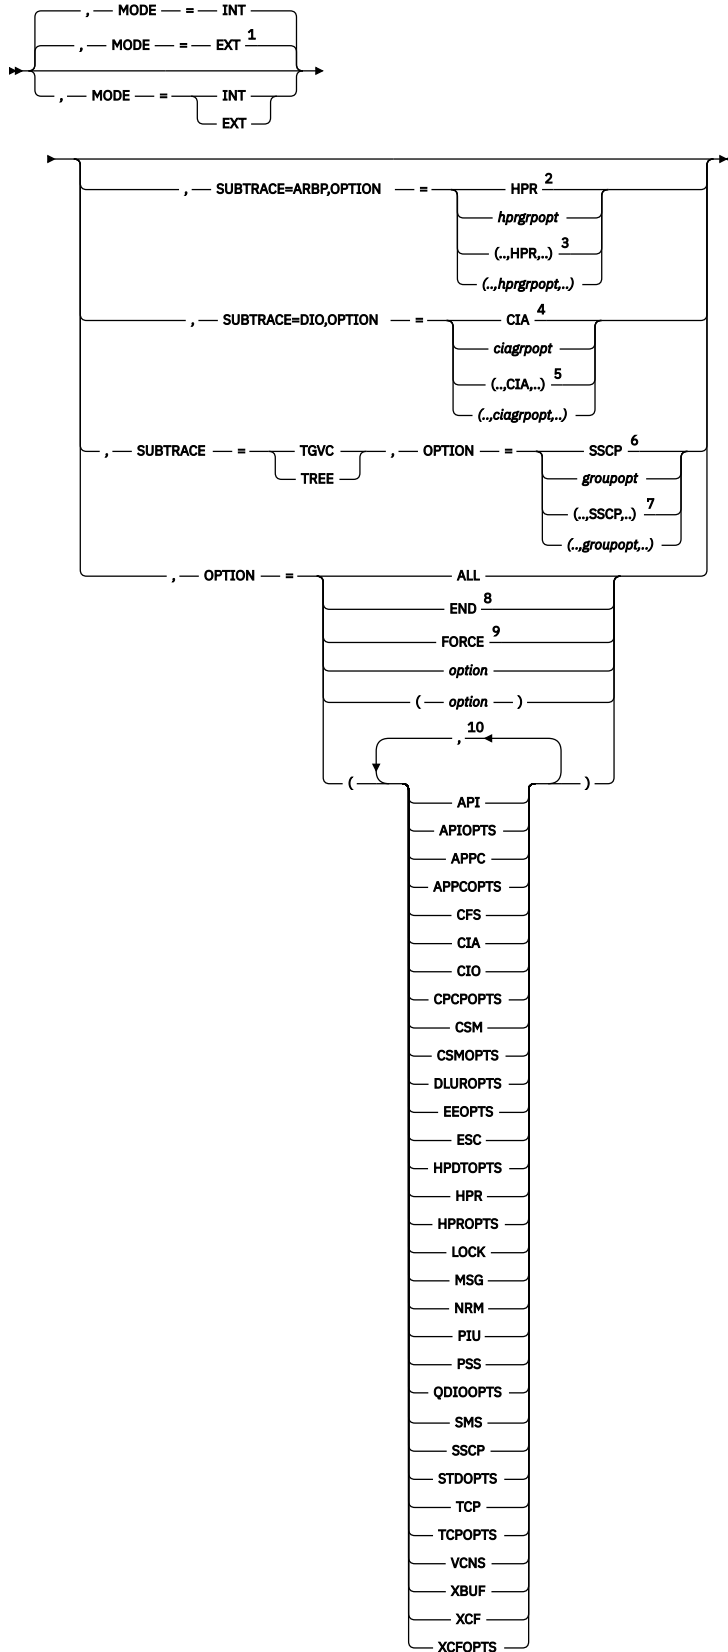 , MODE = INT
, MODE = EXT 1
, MODE = INT
EXT
, SUBTRACE=ARBP,OPTION = HPR 2
hprgrpopt
(..,HPR,..) 3
(..,hprgrpopt,..)
, SUBTRACE=DIO,OPTION = CIA 4
ciagrpopt
(..,CIA,..) 5
(..,ciagrpopt,..)
, SUBTRACE = TGVC , OPTION = SSCP 6
TREE groupopt
(..,SSCP,..) 7
(..,groupopt,..)
, OPTION = ALL
END 8
FORCE 9
option
( option )
, 10
( )
API
APIOPTS
APPC
APPCOPTS
CFS
CIA
CIO
CPCPOPTS
CSM
CSMOPTS
DLUROPTS
EEOPTS
ESC
HPDTOPTS
HPR
HPROPTS
LOCK
MSG
NRM
PIU
PSS
QDIOOPTS
SMS
SSCP
STDOPTS
TCP
TCPOPTS
VCNS
XBUF
XCF
XCFOPTS